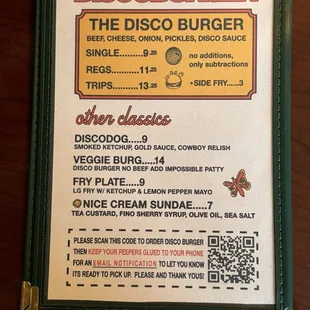 THE DISCO BURGER
BEEF, CHEESE, ONION, PICKLES, DISCO SAUCE
SINGLE........9.25
REGS..........11.25
TRIPS.........13.25
no additions,
only subtractions
+SIDE FRY.....3
other classics
DISCODOG.....9
SMOKED KETCHUP, GOLD SAUCE, COWBOY RELISH
VEGGIE BURG.....14
DISCO BURGER NO BEEF ADD IMPOSSIBLE PATTY
FRY PLATE.....9
LG FRY W/ KETCHUP & LEMON PEPPER MAYO
NICE CREAM SUNDAE.....7
TEA CUSTARD, FINO SHERRY SYRUP, OLIVE OIL, SEA SALT
PLEASE SCAN THIS CODE TO ORDER DISCO BURGER
THEN KEEP YOUR PEEPERS GLUED TO YOUR PHONE
FOR AN EMAIL NOTIFICATION TO LET YOU KNOW
ITS READY TO PICK UP. PLEASE AND THANK YOU!